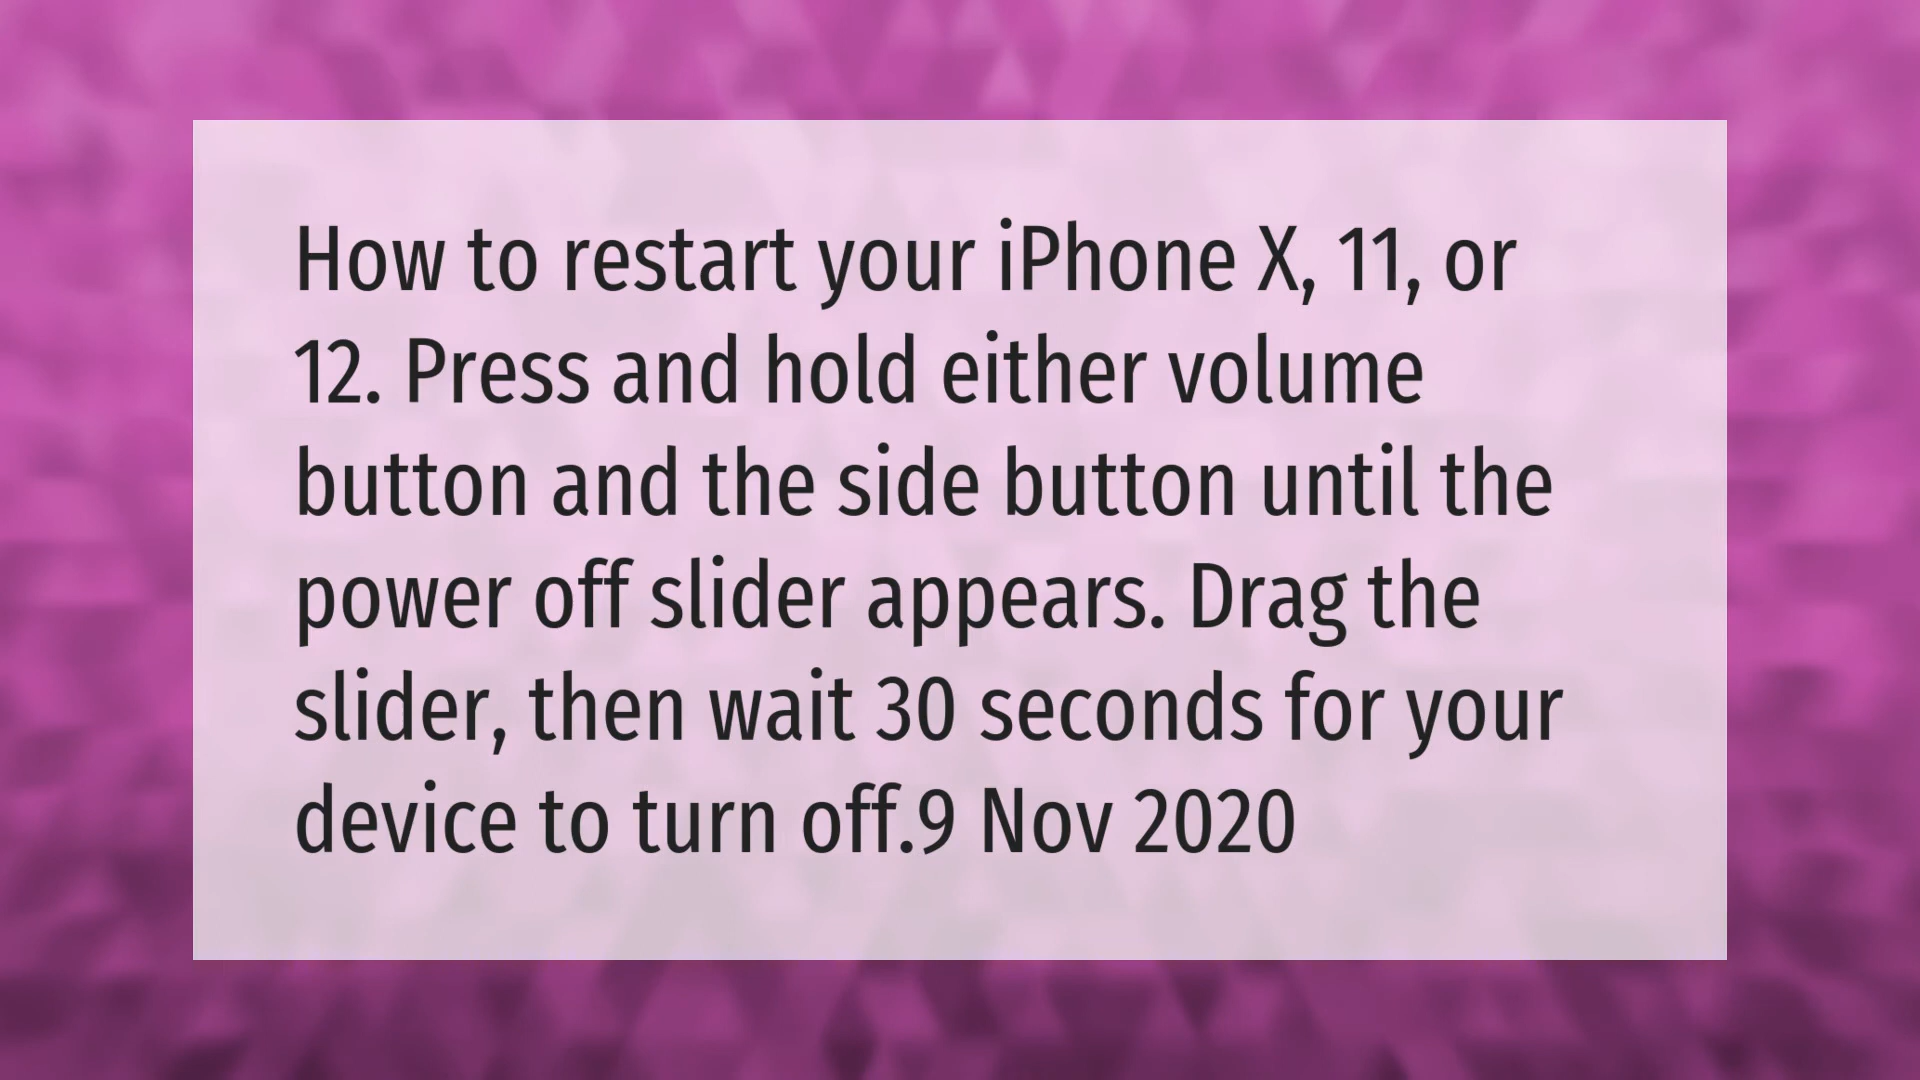 How to restart your iPhone X, 11, or
12. Press and hold either volume
button and the side button until the
power off slider appears. Drag the
slider, then wait 30 seconds for your
device to turn off.9 Nov 2020